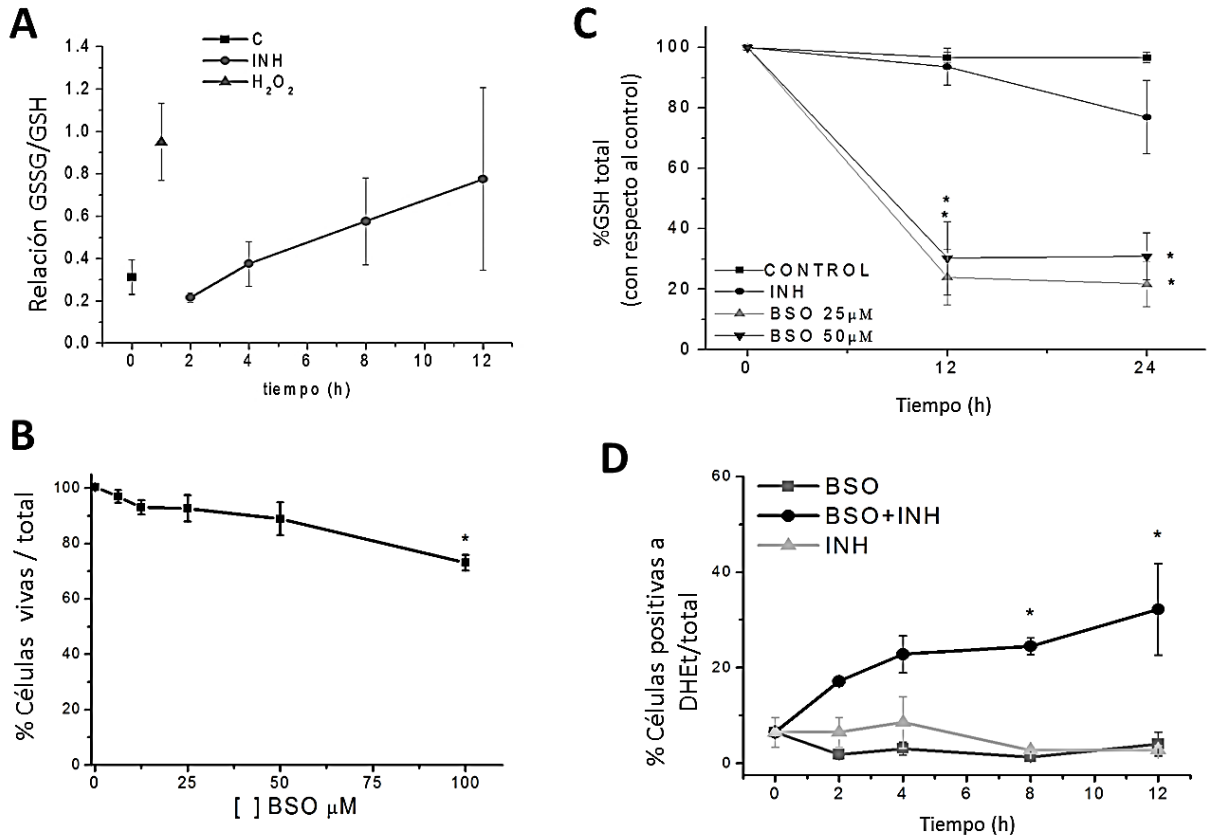 A
C
INH
H₂O₂
Relación GSSG/GSH
1.4
1.2
1.0
0.8
0.6
0.4
0.2
0.0
0 2 4 6 8 10 12
tiempo (h)
C
%GSH total
(con respecto al control)
100
80
60
40
20
0
*
*
*
*
CONTROL
INH
BSO 25µM
BSO 50µM
0 12 24
Tiempo (h)
B
% Células vivas / total
100
80
60
40
20
0
*
0 25 50 75 100
[ ] BSO µM
D
% Células positivas a
DHEt/total
60
40
20
0
BSO
BSO+INH
INH
*
*
0 2 4 6 8 10 12
Tiempo (h)